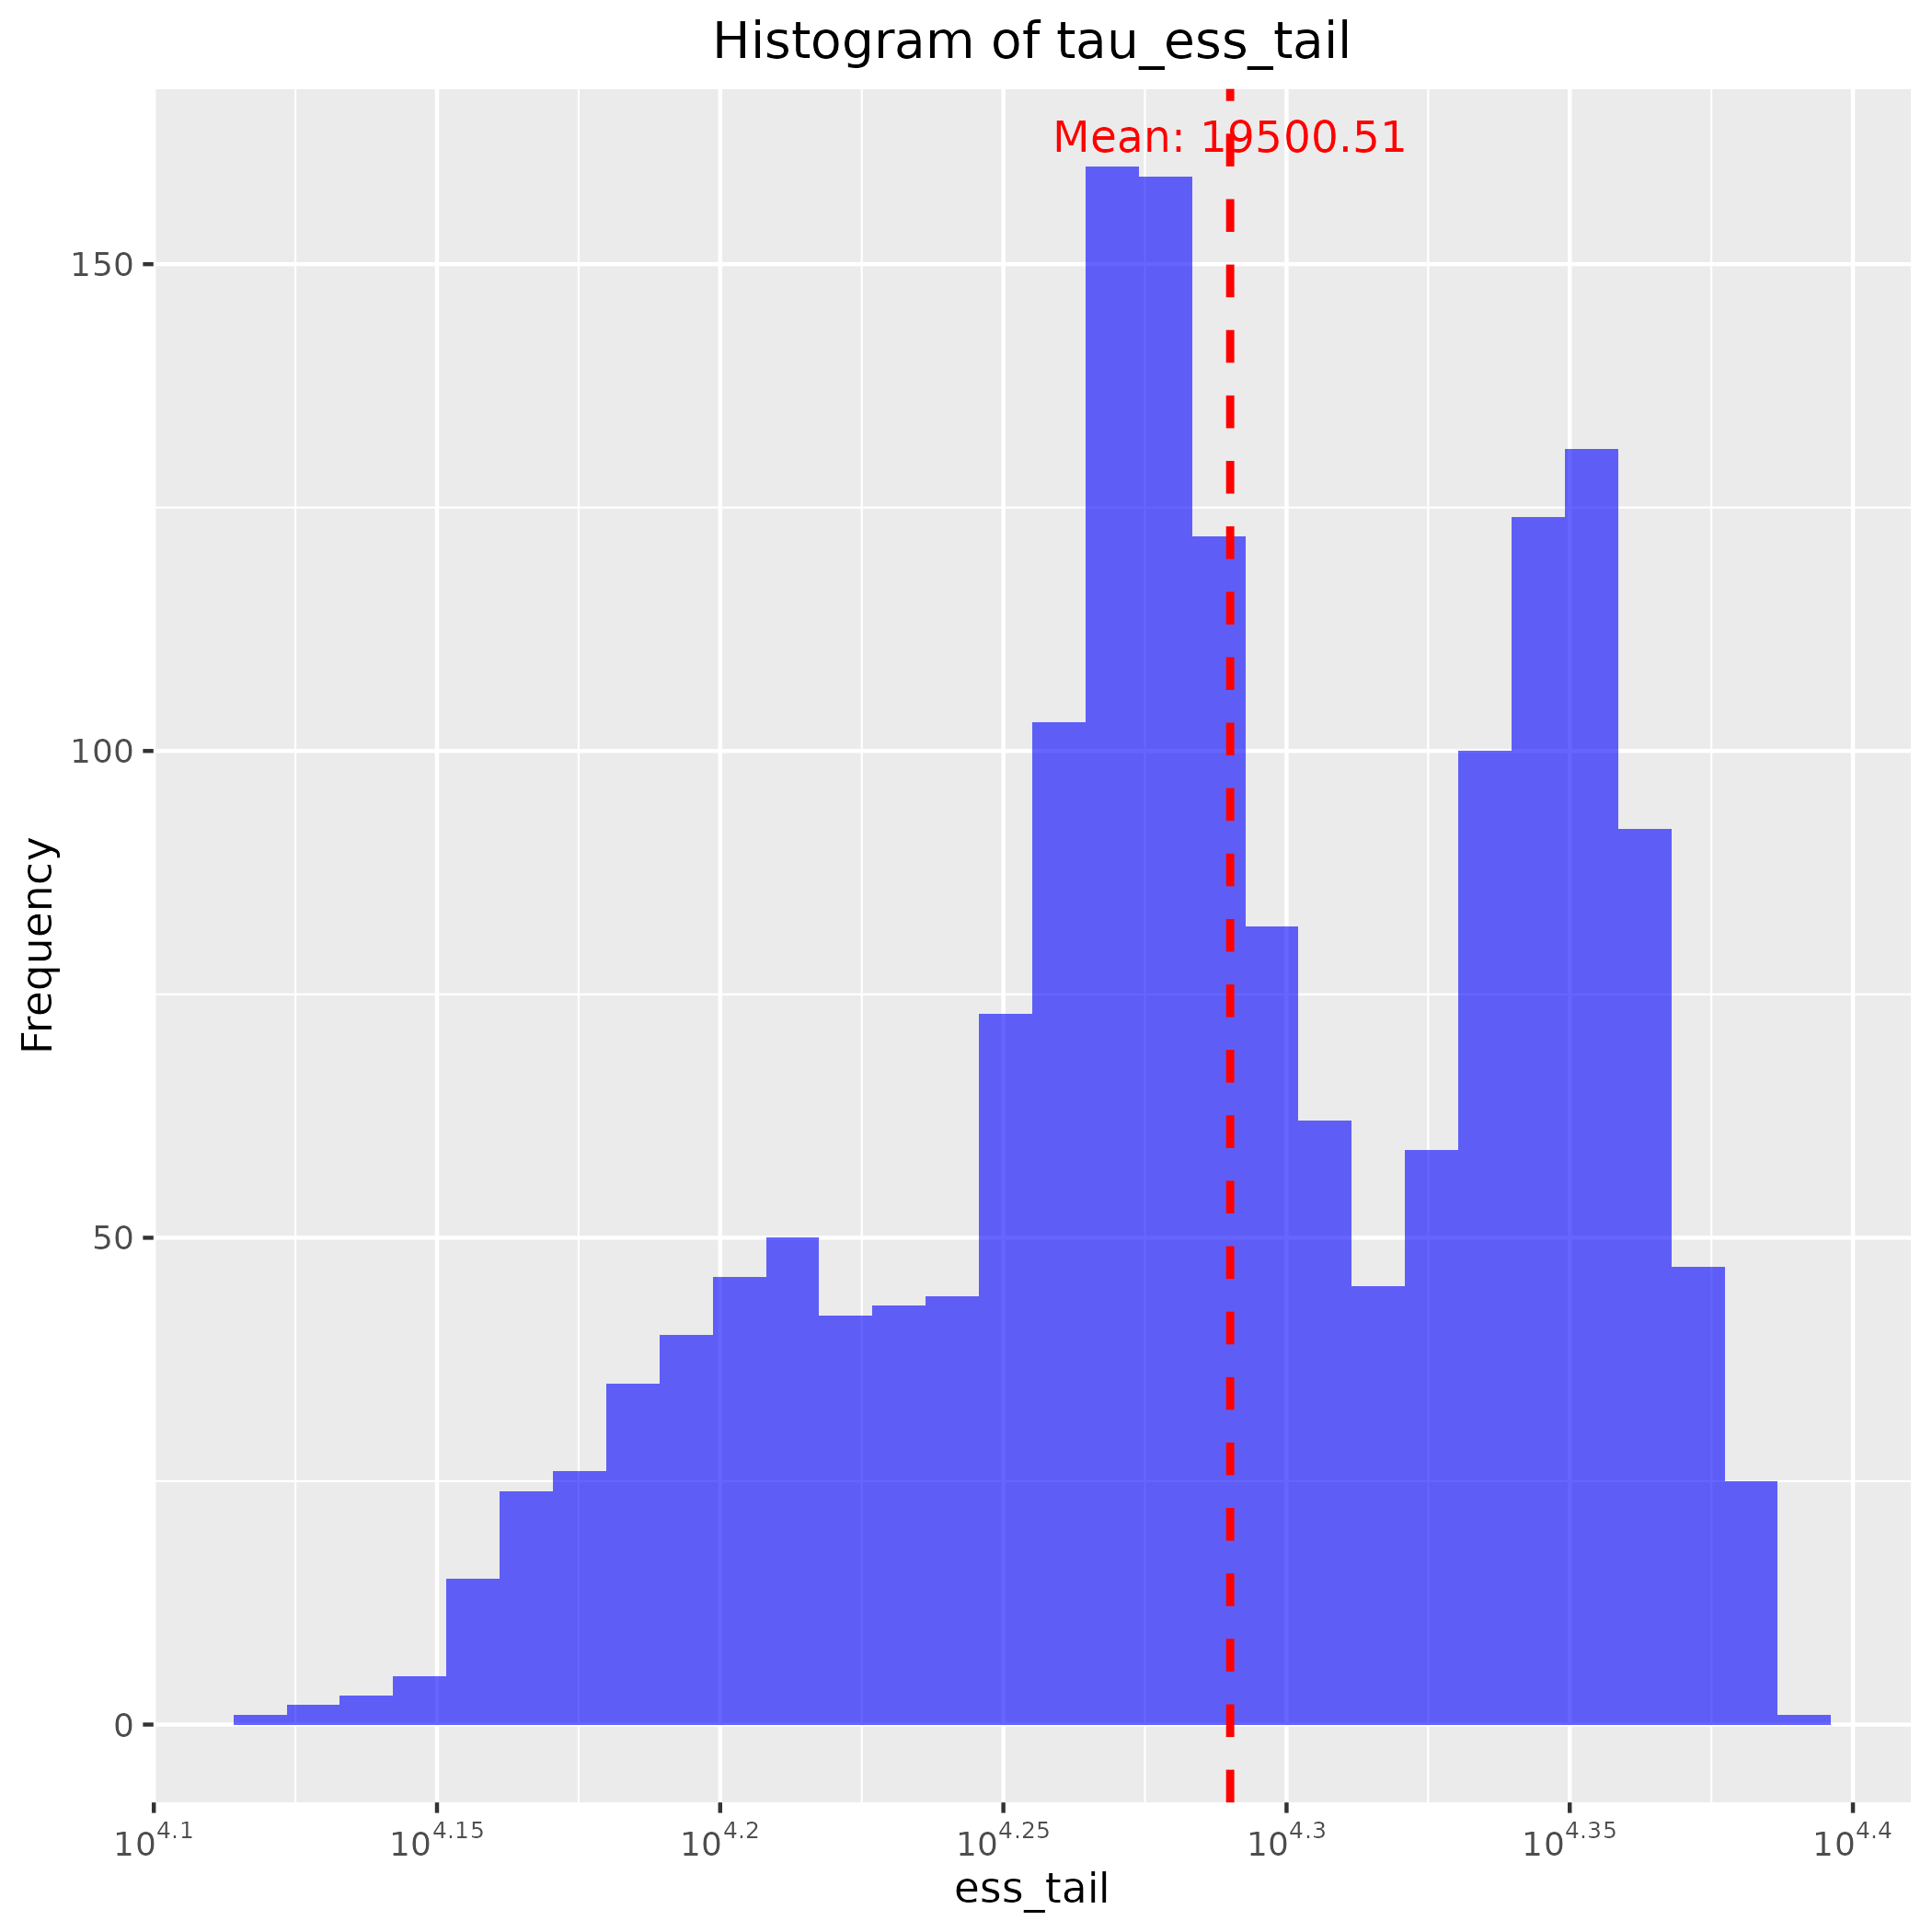 Histogram of tau_ess_tail
Mean: 19500.51
150
100
50
0
Frequency
10^4.1 10^4.15 10^4.2 10^4.25 10^4.3 10^4.35 10^4.4
ess_tail